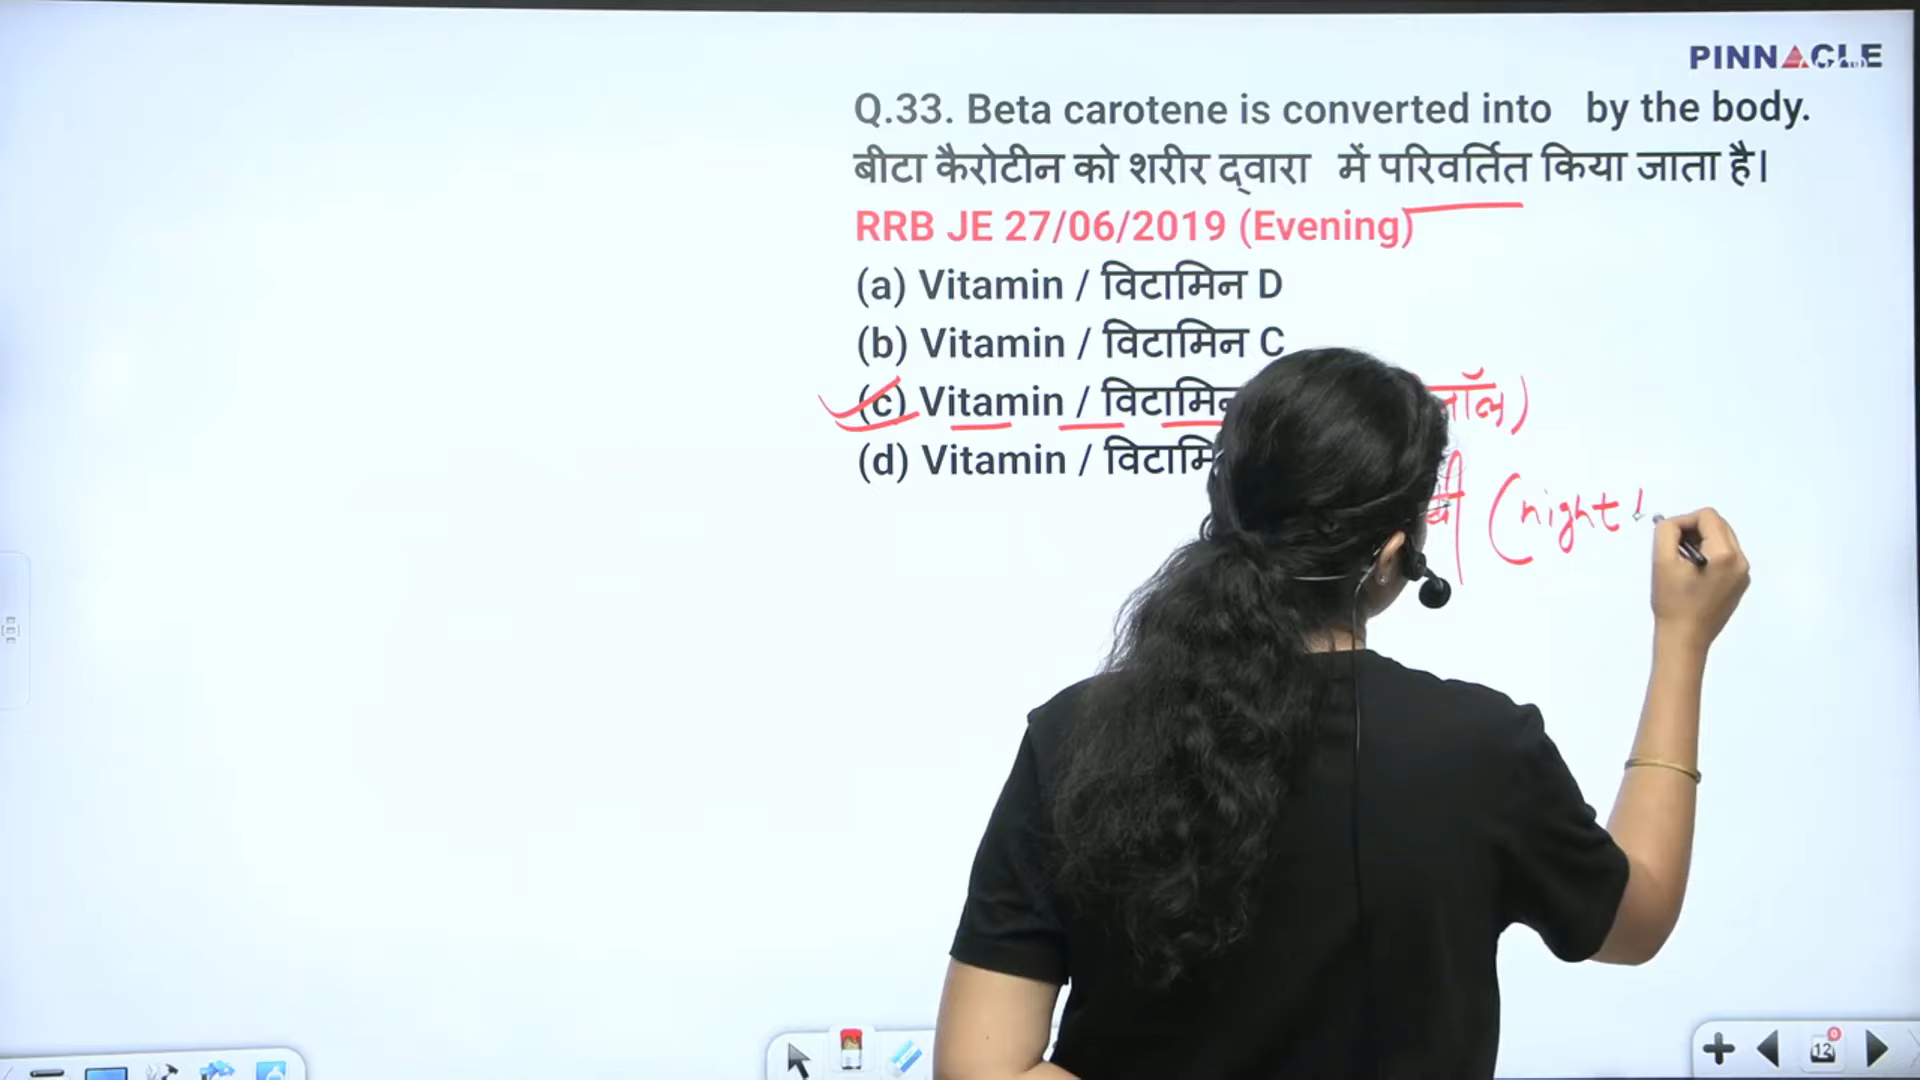 PINNACLE
Q.33. Beta carotene is converted into by the body.
बीटा कैरोटीन को शरीर द्वारा में परिवर्तित किया जाता है।
RRB JE 27/06/2019 (Evening)
(a) Vitamin / विटामिन D
(b) Vitamin / विटामिन C
(c) Vitamin / विटामिन
(d) Vitamin /
(night
12